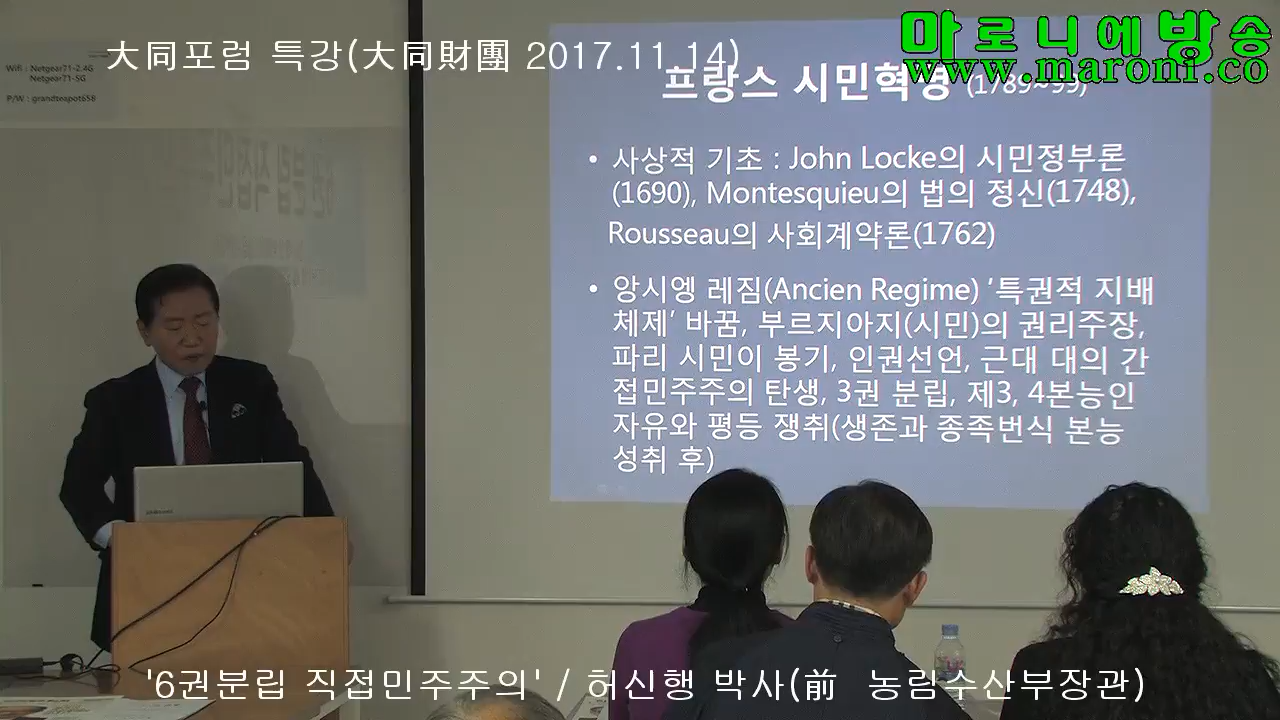 大同포럼 특강(大同財團 2017.11.14)
마로니에방송
www.maroni.co
Wifi : Netgear71-2.4G
Netgear71-5G
P/W : grandteapot658
프랑스 시민혁명 (1789~99)
• 사상적 기초 : John Locke의 시민정부론
(1690), Montesquieu의 법의 정신(1748),
Rousseau의 사회계약론(1762)
• 앙시엥 레짐(Ancien Regime) ‘특권적 지배
체제’ 바꿈, 부르지아지(시민)의 권리주장,
파리 시민이 봉기, 인권선언, 근대 대의 간
접민주주의 탄생, 3권 분립, 제3, 4본능인
자유와 평등 쟁취(생존과 종족번식 본능
성취 후)
'6권분립 직접민주주의' / 허신행 박사(前 농림수산부장관)